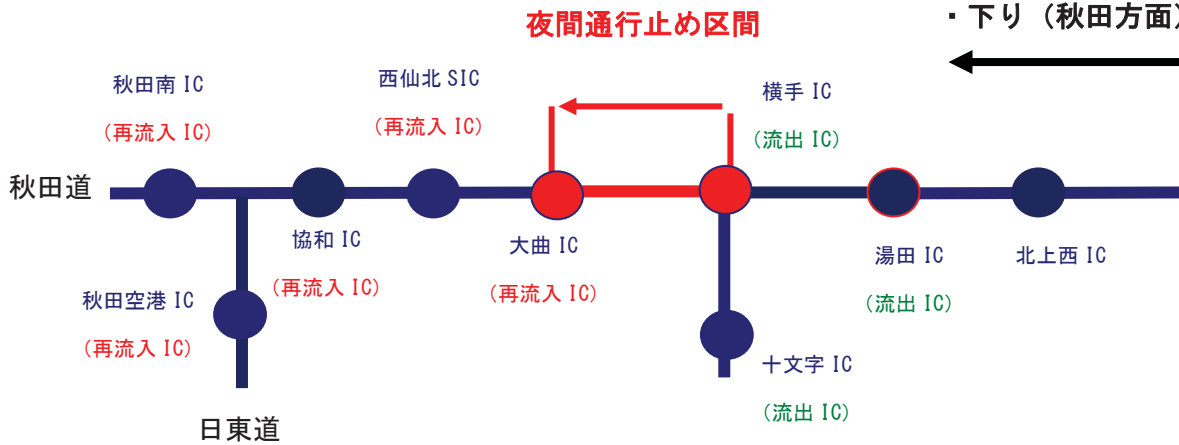 夜間通行止め区間
・下り（秋田方面）
秋田南 IC
(再流入 IC)
西仙北 SIC
(再流入 IC)
横手 IC
(流出 IC)
秋田道
協和 IC
(再流入 IC)
大曲 IC
(再流入 IC)
湯田 IC
(流出 IC)
北上西 IC
秋田空港 IC
(再流入 IC)
十文字 IC
(流出 IC)
日東道